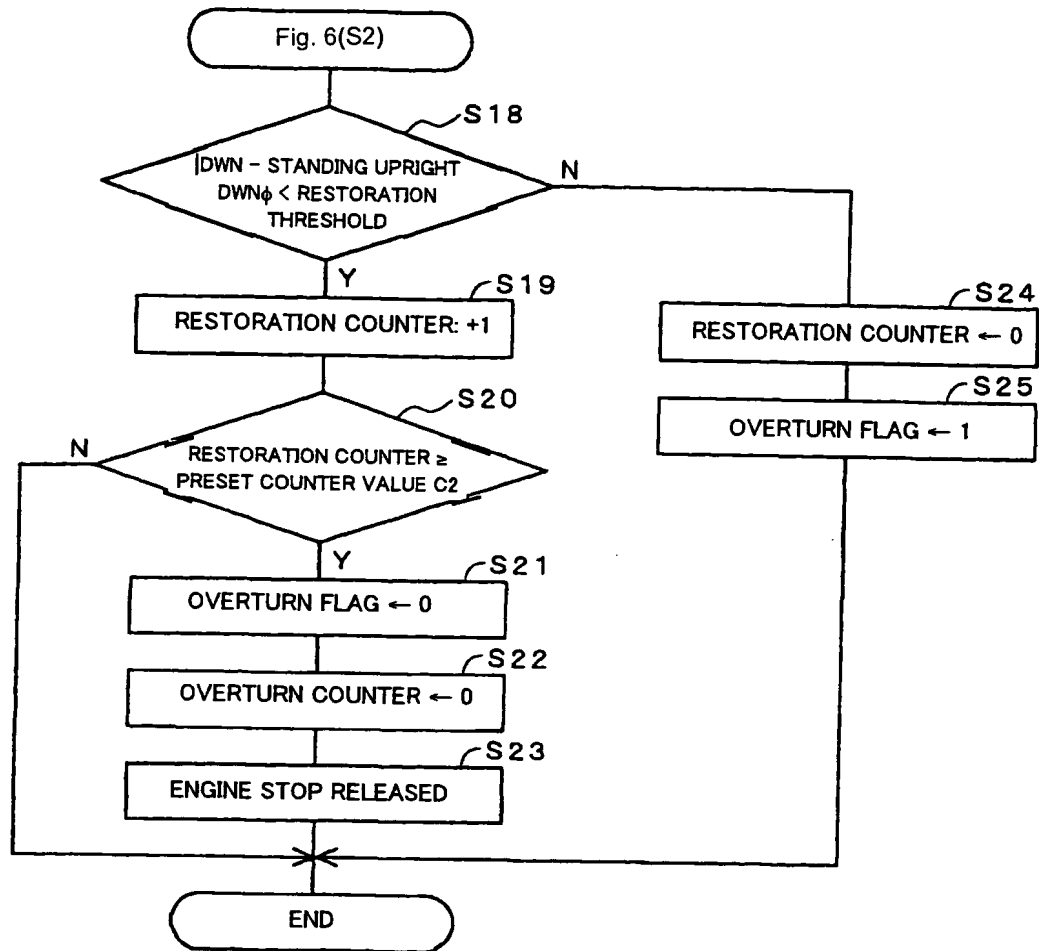 Fig. 6(S2)
S18
|DWN – STANDING UPRIGHT
DWNϕ < RESTORATION
THRESHOLD
N
Y
S19
RESTORATION COUNTER: +1
S24
RESTORATION COUNTER ← 0
S25
OVERTURN FLAG ← 1
S20
N
RESTORATION COUNTER ≥
PRESET COUNTER VALUE C2
Y
S21
OVERTURN FLAG ← 0
S22
OVERTURN COUNTER ← 0
S23
ENGINE STOP RELEASED
END